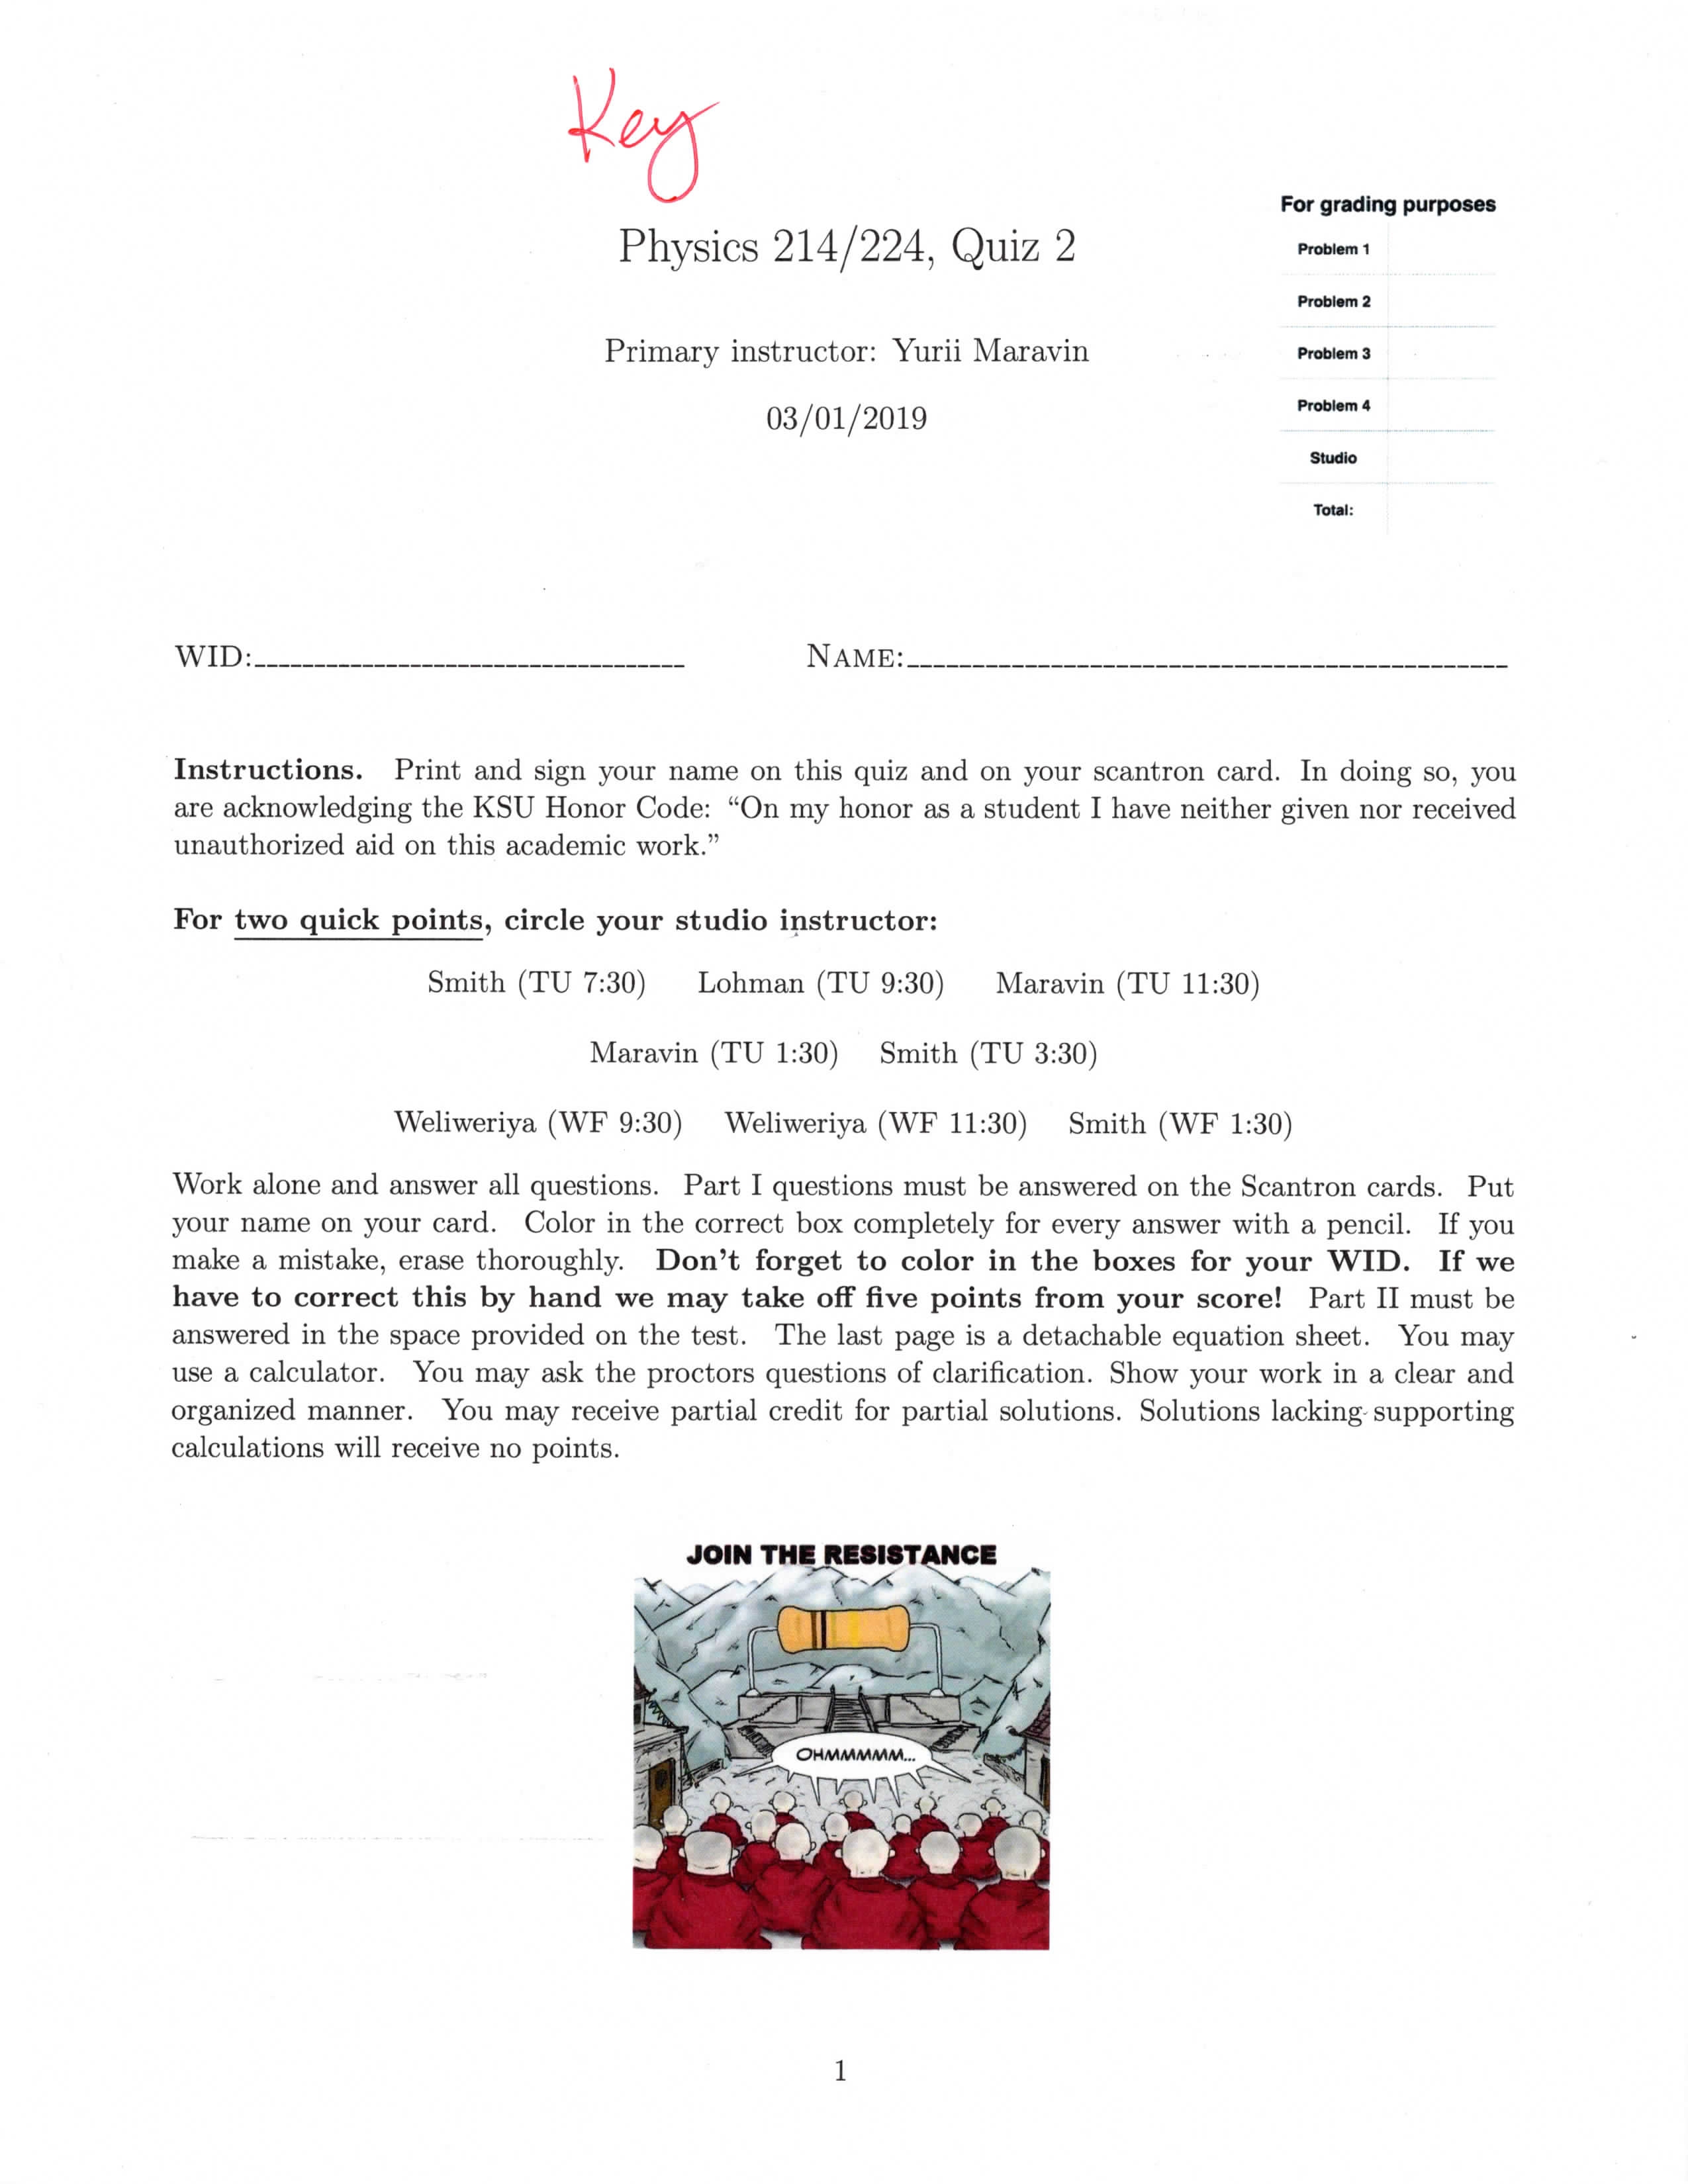 Key
Physics 214/224, Quiz 2
Primary instructor: Yurii Maravin
03/01/2019
For grading purposes
Problem 1
Problem 2
Problem 3
Problem 4
Studio
Total:
WID:
NAME:
Instructions. Print and sign your name on this quiz and on your scantron card. In doing so, you
are acknowledging the KSU Honor Code: “On my honor as a student I have neither given nor received
unauthorized aid on this academic work.”
For two quick points, circle your studio instructor:
Smith (TU 7:30) Lohman (TU 9:30) Maravin (TU 11:30)
Maravin (TU 1:30) Smith (TU 3:30)
Weliweriya (WF 9:30) Weliweriya (WF 11:30) Smith (WF 1:30)
Work alone and answer all questions. Part I questions must be answered on the Scantron cards. Put
your name on your card. Color in the correct box completely for every answer with a pencil. If you
make a mistake, erase thoroughly. Don’t forget to color in the boxes for your WID. If we
have to correct this by hand we may take off five points from your score! Part II must be
answered in the space provided on the test. The last page is a detachable equation sheet. You may
use a calculator. You may ask the proctors questions of clarification. Show your work in a clear and
organized manner. You may receive partial credit for partial solutions. Solutions lacking supporting
calculations will receive no points.
JOIN THE RESISTANCE
OHMMMMM...
1